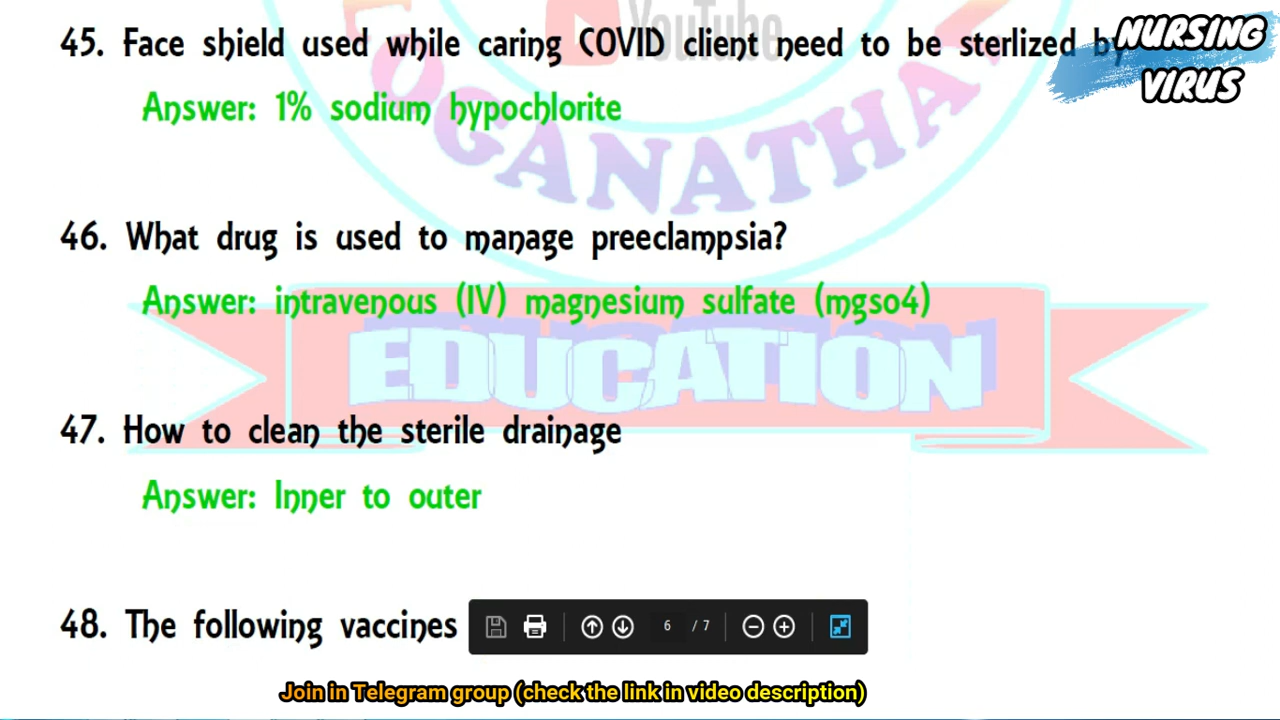 YouTube
45. Face shield used while caring COVID client need to be sterlized by
NURSING
VIRUS
Answer: 1% sodium hypochlorite
LOGANATHAN
46. What drug is used to manage preeclampsia?
Answer: intravenous (IV) magnesium sulfate (mgso4)
EDUCATION
47. How to clean the sterile drainage
Answer: Inner to outer
48. The following vaccines
6 / 7
Join in Telegram group (check the link in video description)